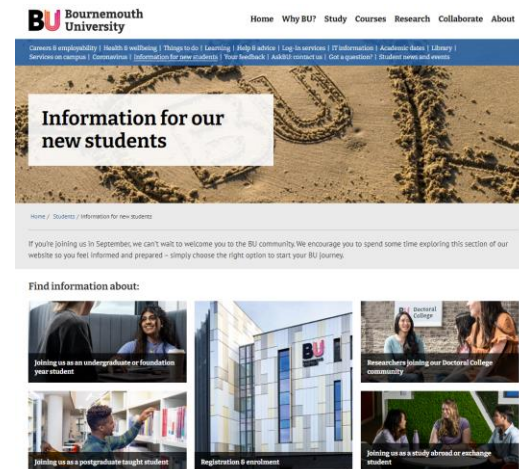 BU Bournemouth
University
Home Why BU? Study Courses Research Collaborate About
Careers & employability | Health & wellbeing | Things to do | Learning | Help & advice | Log-in services | IT information | Academic dates | Library |
Services on campus | Coronavirus | Information for new students | Your feedback | AskBU: contact us | Got a question? | Student news and events
Information for our
new students
Home / Students / Information for new students
If you're joining us in September, we can't wait to welcome you to the BU community. We encourage you to spend some time exploring this section of our
website so you feel informed and prepared – simply choose the right option to start your BU journey.
Find information about:
Joining us as an undergraduate or foundation
year student
BU
Registration & enrolment
BU Doctoral
College
Researchers joining our Doctoral College
community
Joining us as a postgraduate taught student
Joining us as a study abroad or exchange
student